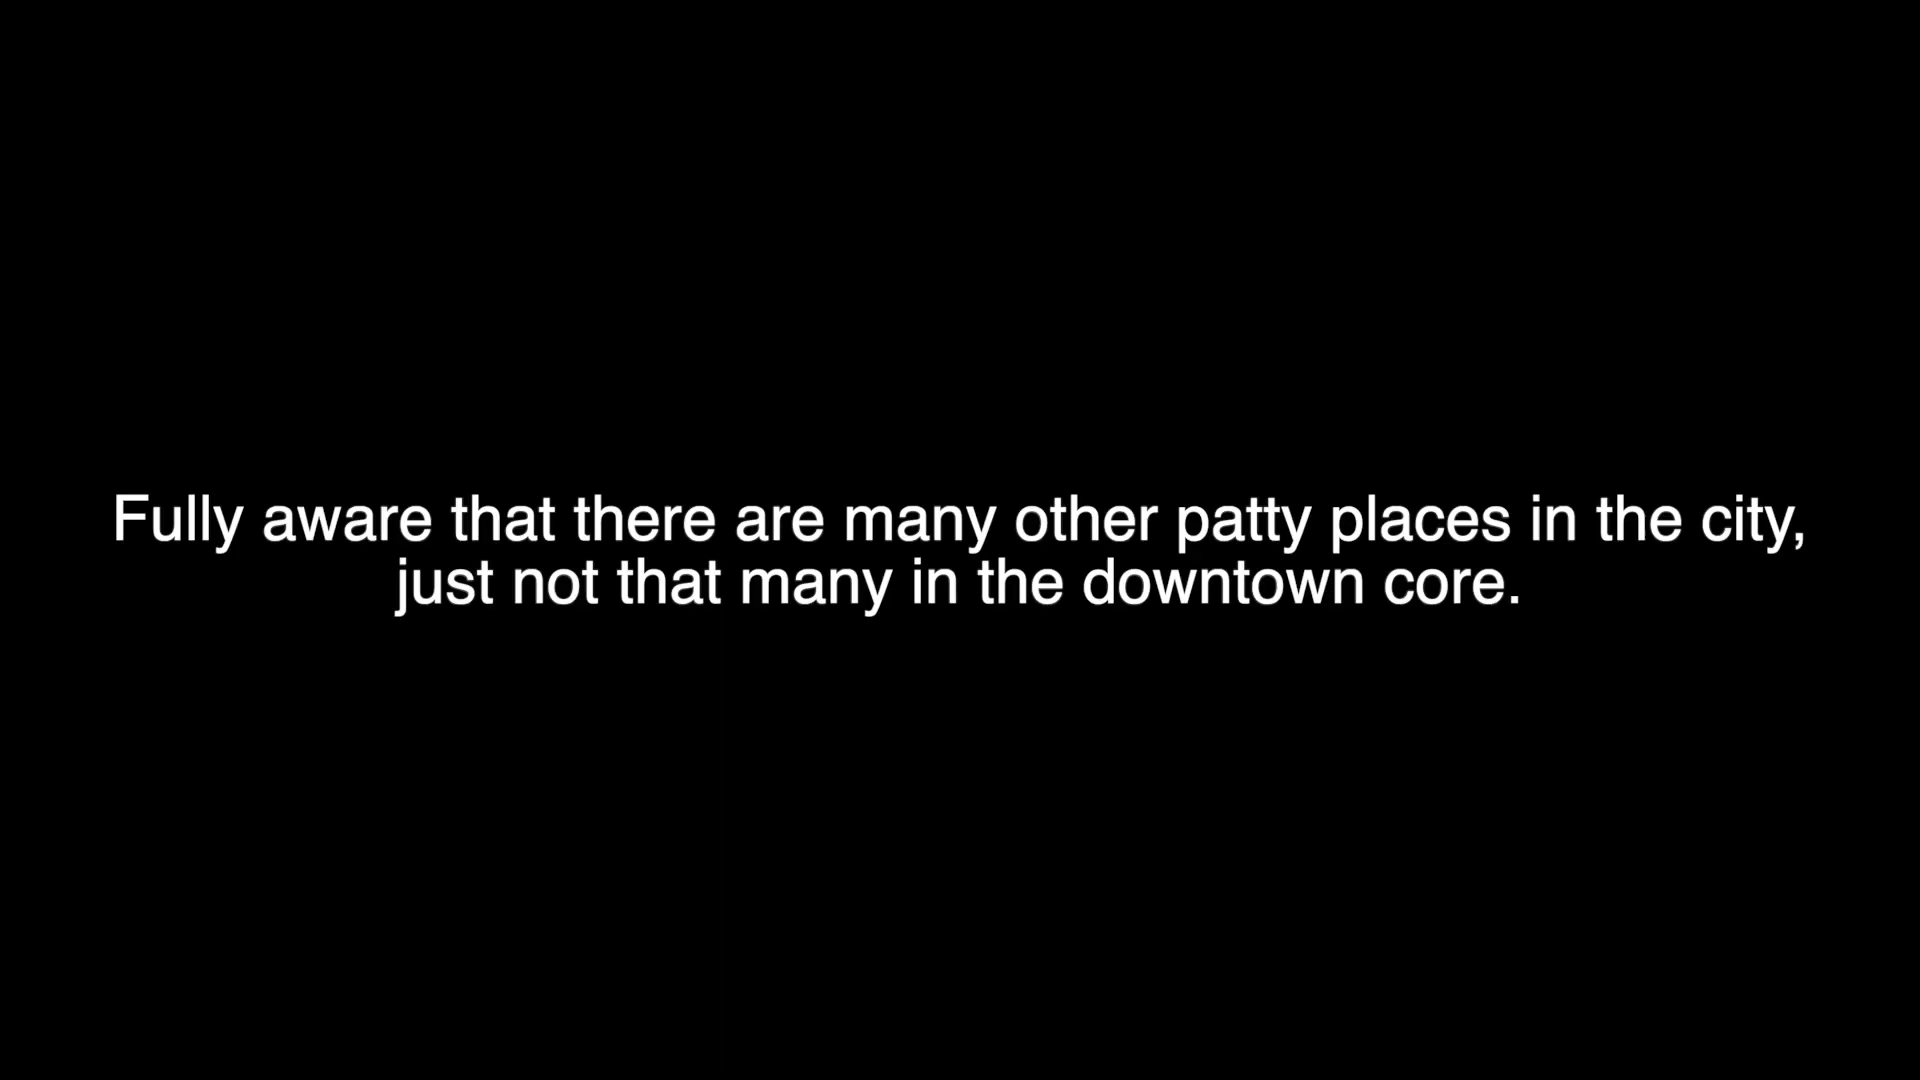 Fully aware that there are many other patty places in the city,
just not that many in the downtown core.